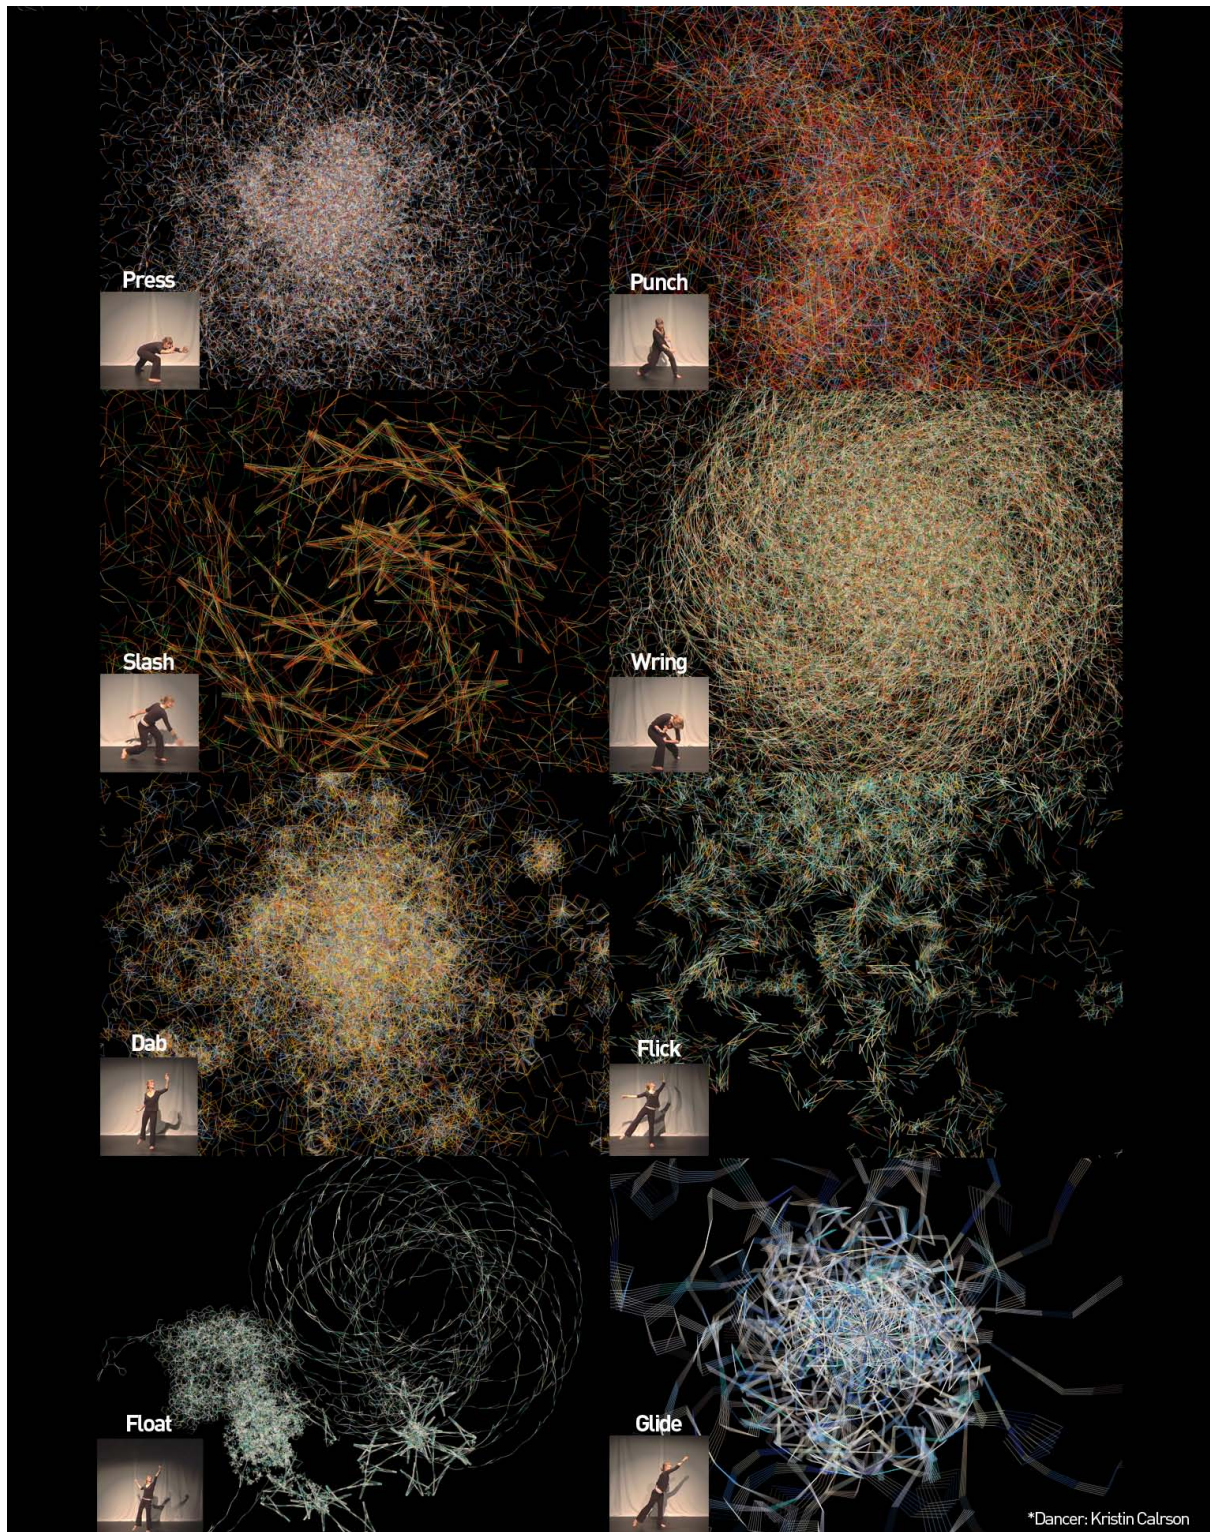 Press
Punch
Slash
Wring
Dab
Flick
Float
Glide
*Dancer: Kristin Calrson